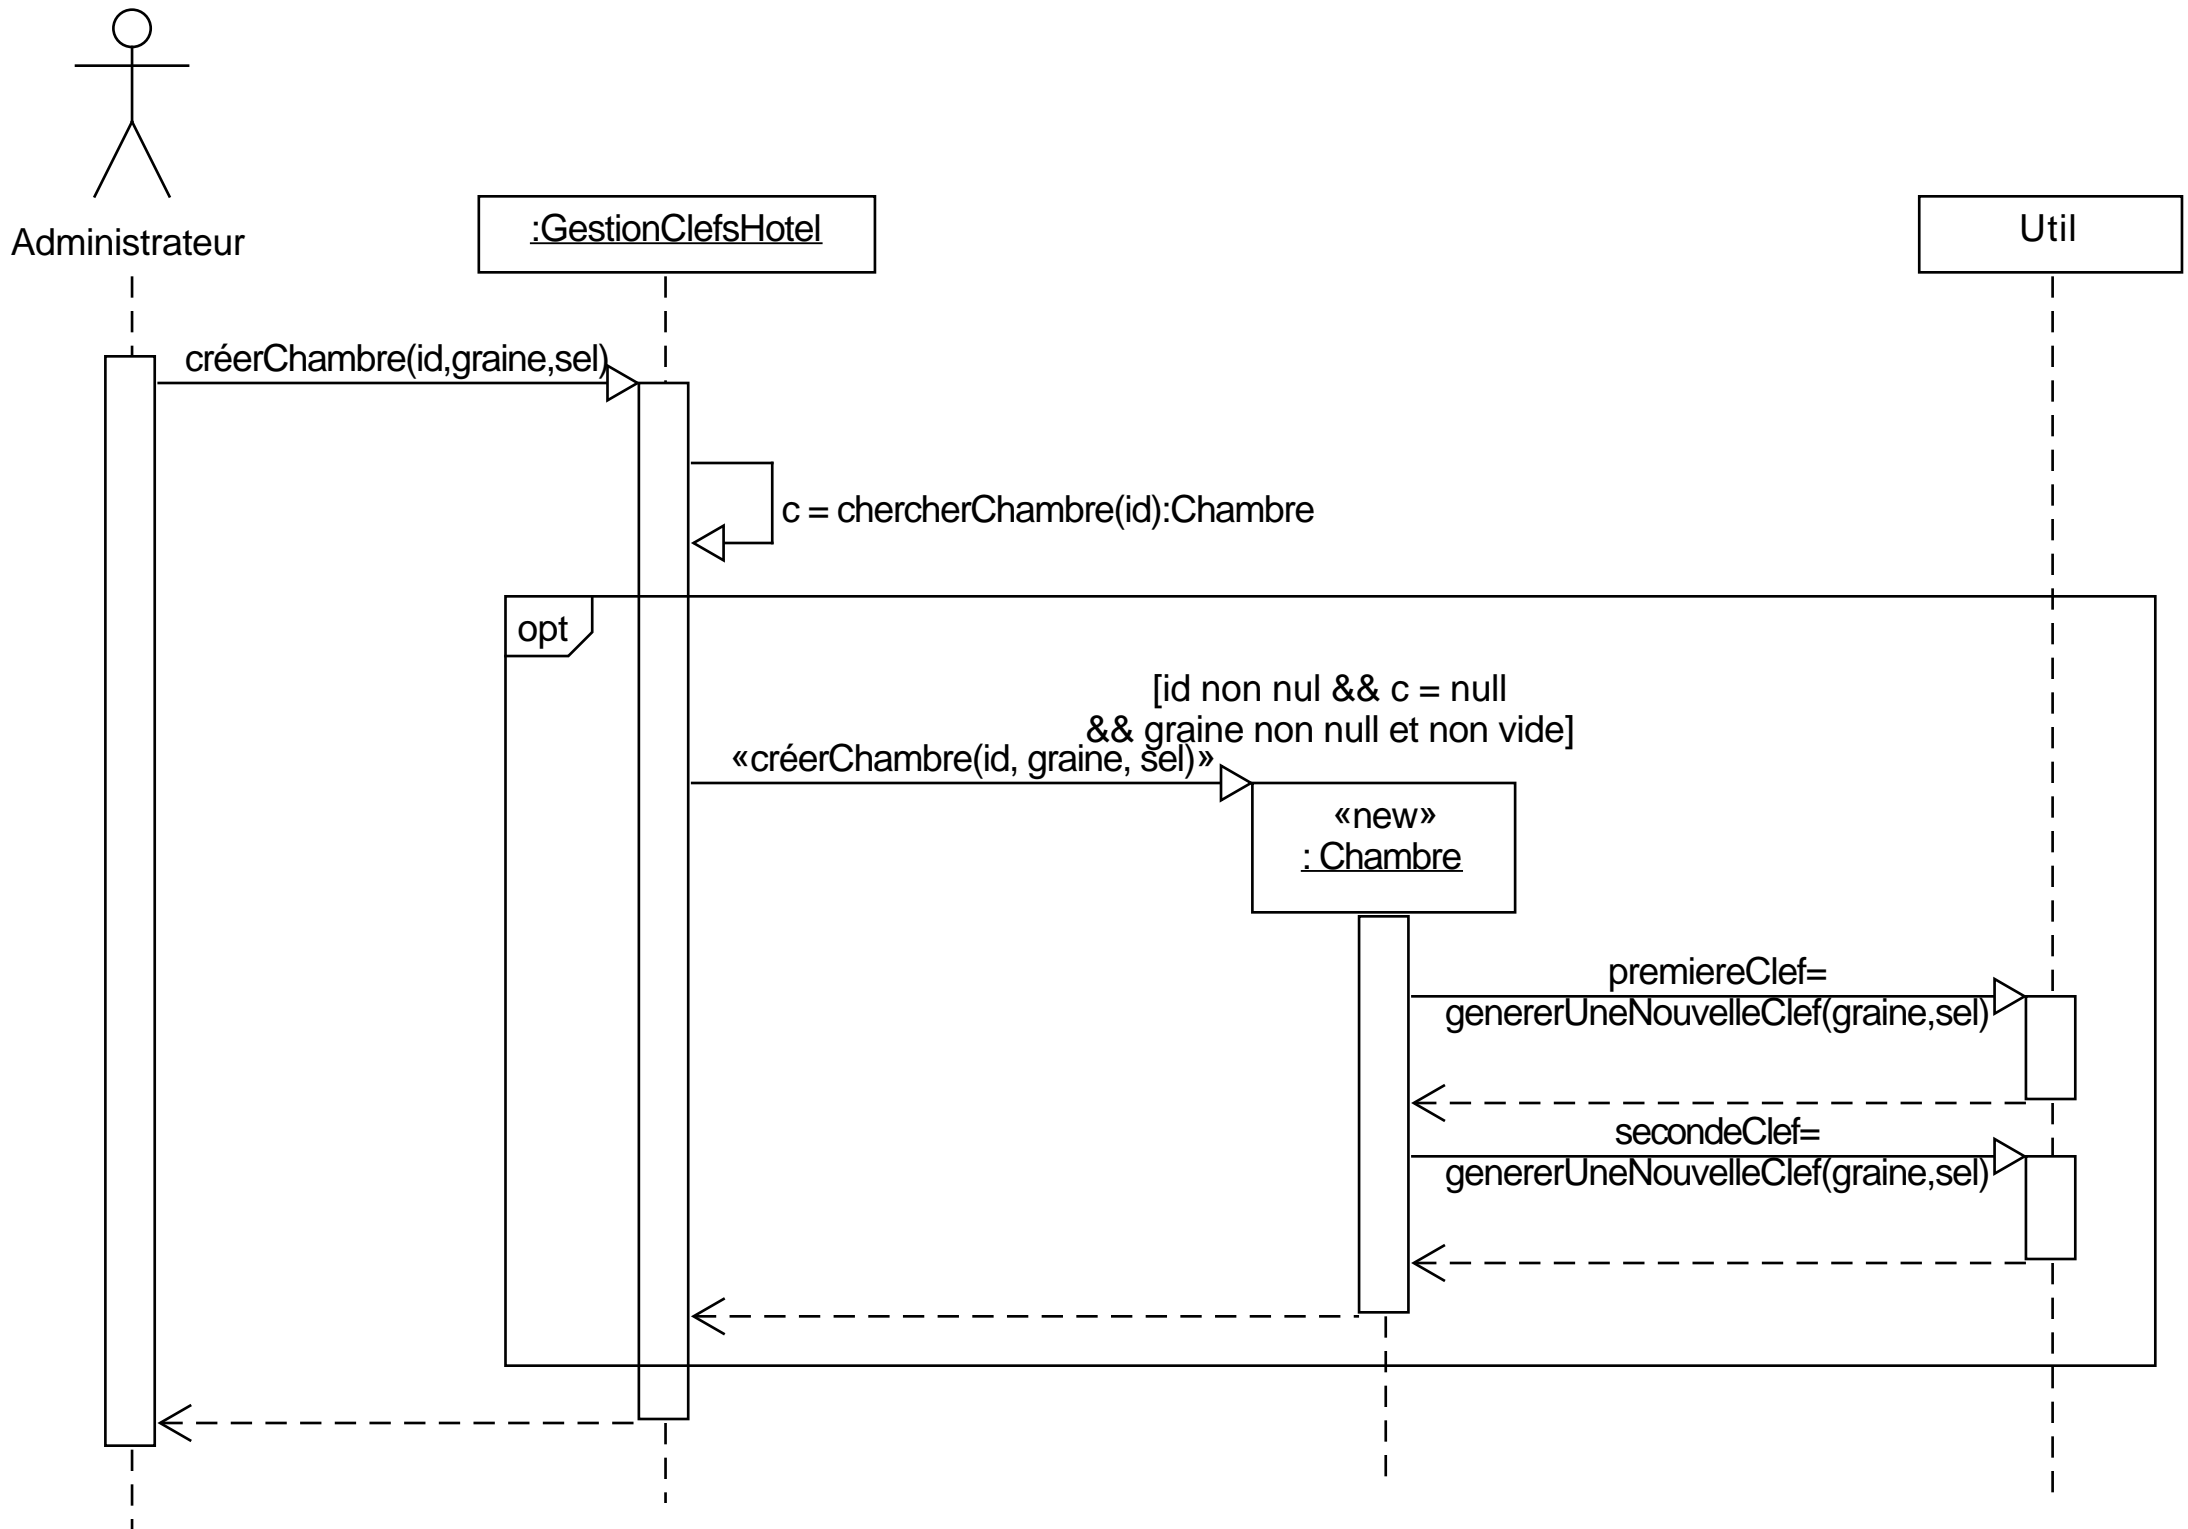 Administrateur
:GestionClefsHotel
Util
créerChambre(id,graine,sel)
c = chercherChambre(id):Chambre
opt
[id non nul && c = null
&& graine non null et non vide]
«créerChambre(id, graine, sel)»
«new»
: Chambre
premiereClef=
genererUneNouvelleClef(graine,sel)
secondeClef=
genererUneNouvelleClef(graine,sel)